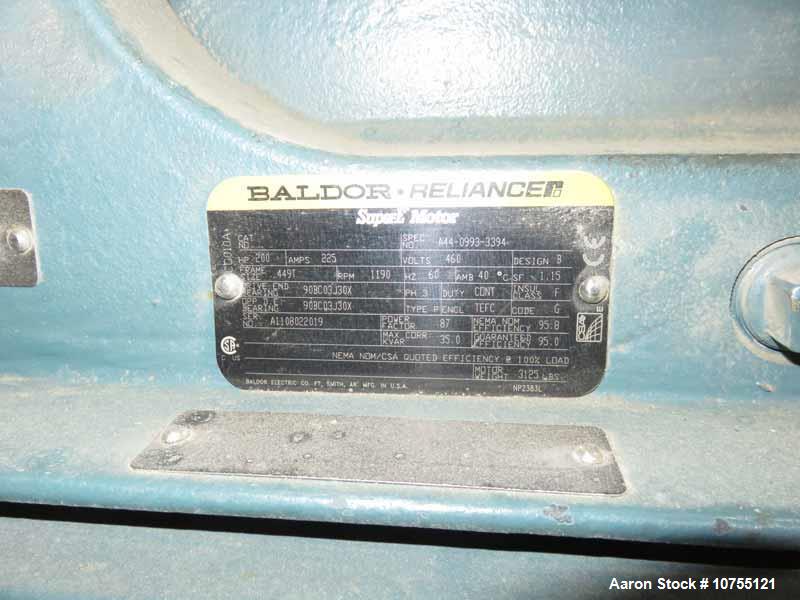 BALDOR · RELIANCE
Super-E Motor
CAT. NO. SPEC. NO. A44-0993-3394
HP 200 AMPS 225 VOLTS 460 DESIGN B
FRAME SIZE 449T RPM 1190 HZ 60 AMB 40 °C SF 1.15
DRIVE END BEARING 90BC03J30X PH 3 DUTY CONT INSUL CLASS F
OPP D.E. BEARING 90BC03J30X TYPE P ENCL TEFC CODE G
SER. NO. A1108022019 POWER FACTOR 87 NEMA NOM EFFICIENCY 95.8
MAX CORR KVAR 35.0 GUARANTEED EFFICIENCY 95.0
NEMA NOM/CSA QUOTED EFFICIENCY @ 100% LOAD
MOTOR WEIGHT 3125 LBS.
BALDOR ELECTRIC CO. FT. SMITH, AR MFG. IN U.S.A. NP2383L
CE
Aaron Stock # 10755121